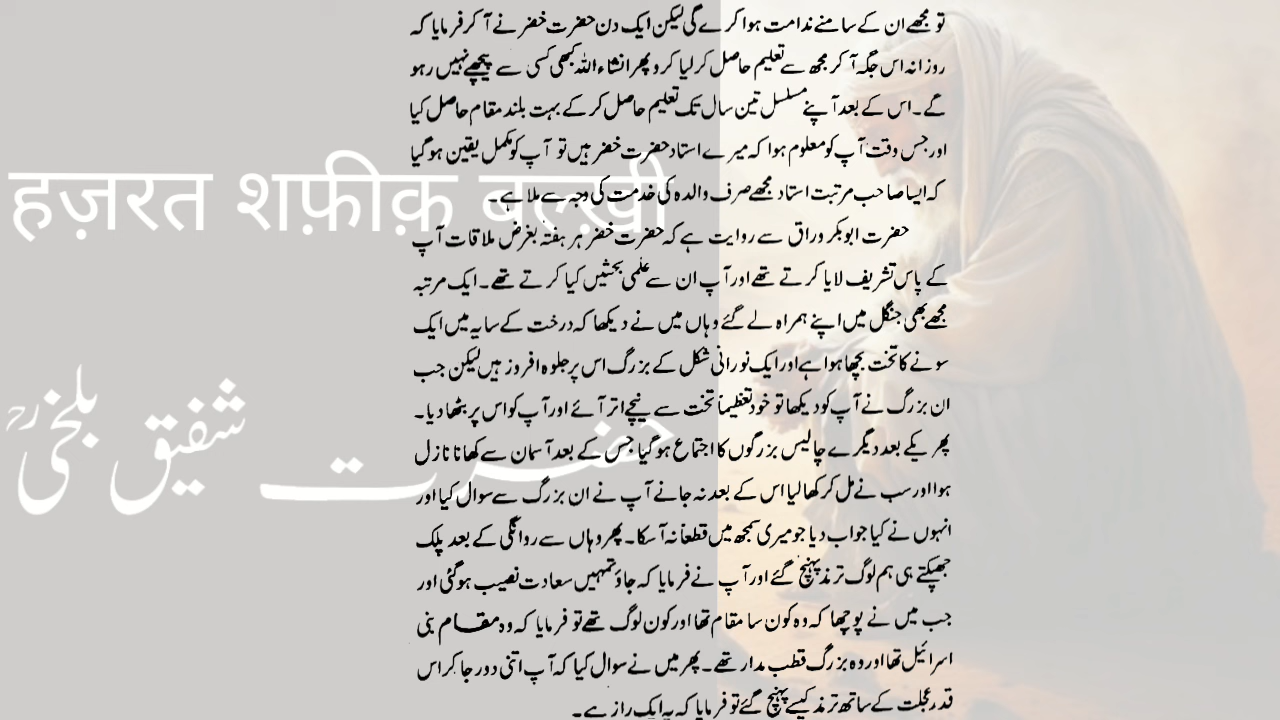 تو مجھے ان کے سامنے ندامت ہوا کرے گی لیکن ایک دن حضرت خضر نے آ کر فرمایا کہ
روزانہ اس جگہ آ کر مجھ سے تعلیم حاصل کر لیا کرو پھر انشاء اللہ کبھی کسی سے پیچھے نہیں رہو
گے۔ اس کے بعد آپنے مسلسل تین سال تک تعلیم حاصل کر کے بہت بلند مقام حاصل کیا
اور جس وقت آپ کو معلوم ہوا کہ میرے استاد حضرت خضر ہیں تو آپ کو مکمل یقین ہو گیا
کہ ایسا صاحب مرتبت استاد مجھے صرف والدہ کی خدمت کی وجہ سے ملا ہے۔
हज़रत शफ़ीक़ बल्ख़ी
حضرت ابوبکر وراق سے روایت ہے کہ حضرت خضر ہر ہفتہ بغرض ملاقات آپ
کے پاس تشریف لایا کرتے تھے اور آپ ان سے علمی بحثیں کیا کرتے تھے۔ ایک مرتبہ
مجھے بھی جنگل میں اپنے ہمراہ لے گئے وہاں میں نے دیکھا کہ درخت کے سایہ میں ایک
سونے کا تخت بچھا ہوا ہے اور ایک نورانی شکل کے بزرگ اس پر جلوہ افروز ہیں لیکن جب
ان بزرگ نے آپ کو دیکھا تو خود تعظیماً تخت سے نیچے اتر آئے اور آپ کو اس پر بٹھا دیا۔
پھر یکے بعد دیگرے چالیس بزرگوں کا اجتماع ہو گیا جس کے بعد آسمان سے کھانا نازل
حضرت شفیق بلخیؒ
ہوا اور سب نے مل کر کھا لیا اس کے بعد نہ جانے آپ نے ان بزرگ سے سوال کیا اور
انہوں نے کیا جواب دیا جو میری سمجھ میں قطعاً نہ آ سکا۔ پھر وہاں سے روانگی کے بعد پلک
جھپکتے ہی ہم لوگ ترمذ پہنچ گئے اور آپ نے فرمایا کہ جاؤ تمہیں سعادت نصیب ہو گئی اور
جب میں نے پوچھا کہ وہ کون سا مقام تھا اور کون لوگ تھے تو فرمایا کہ وہ مقام بنی
اسرائیل تھا اور وہ بزرگ قطب مدار تھے۔ پھر میں نے سوال کیا کہ آپ اتنی دور جا کر اس
قدر عجلت کے ساتھ ترمذ کیسے پہنچ گئے تو فرمایا کہ یہ ایک راز ہے۔